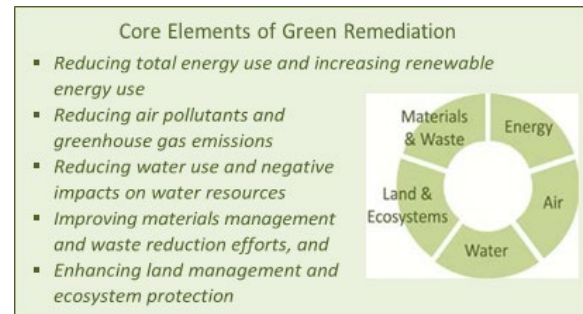 Core Elements of Green Remediation
▪ Reducing total energy use and increasing renewable
energy use
▪ Reducing air pollutants and
greenhouse gas emissions
▪ Reducing water use and negative
impacts on water resources
▪ Improving materials management
and waste reduction efforts, and
▪ Enhancing land management and
ecosystem protection
Materials
& Waste
Energy
Land &
Ecosystems
Air
Water